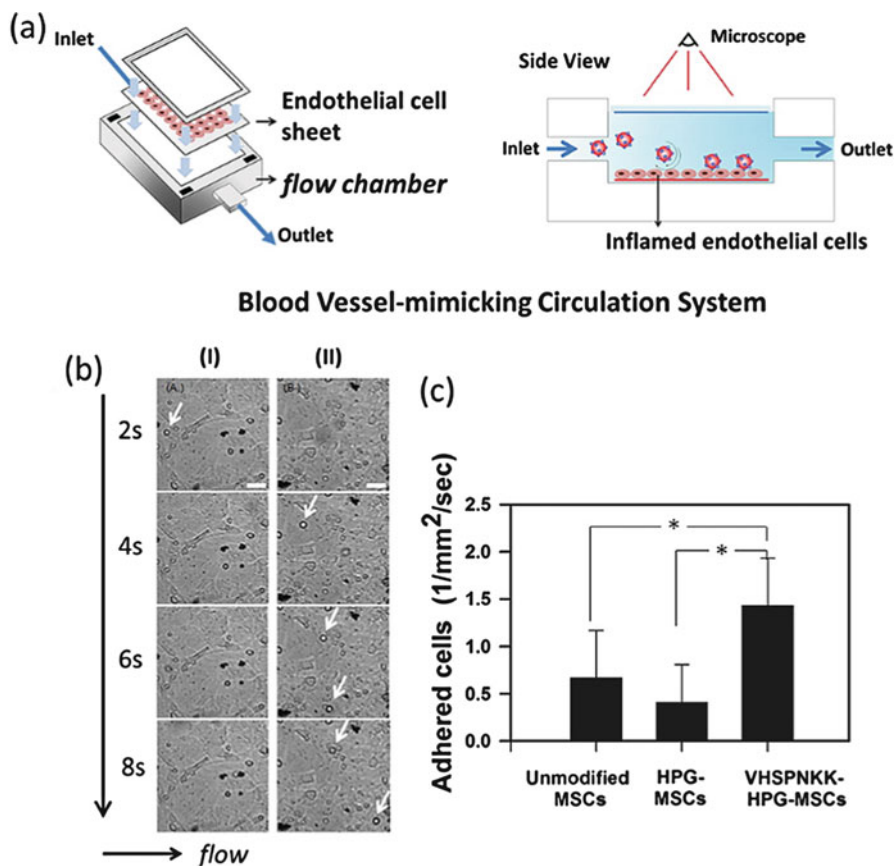 (a)
Inlet
Endothelial cell
sheet
flow chamber
Outlet
Side View
Microscope
Inlet
Outlet
Inflamed endothelial cells
Blood Vessel-mimicking Circulation System
(b)
(I)
(II)
2s
4s
6s
8s
flow
(c)
Adhered cells (1/mm²/sec)
2.5
2.0
1.5
1.0
0.5
0.0
*
*
Unmodified
MSCs
HPG-
MSCs
VHSPNKK-
HPG-MSCs